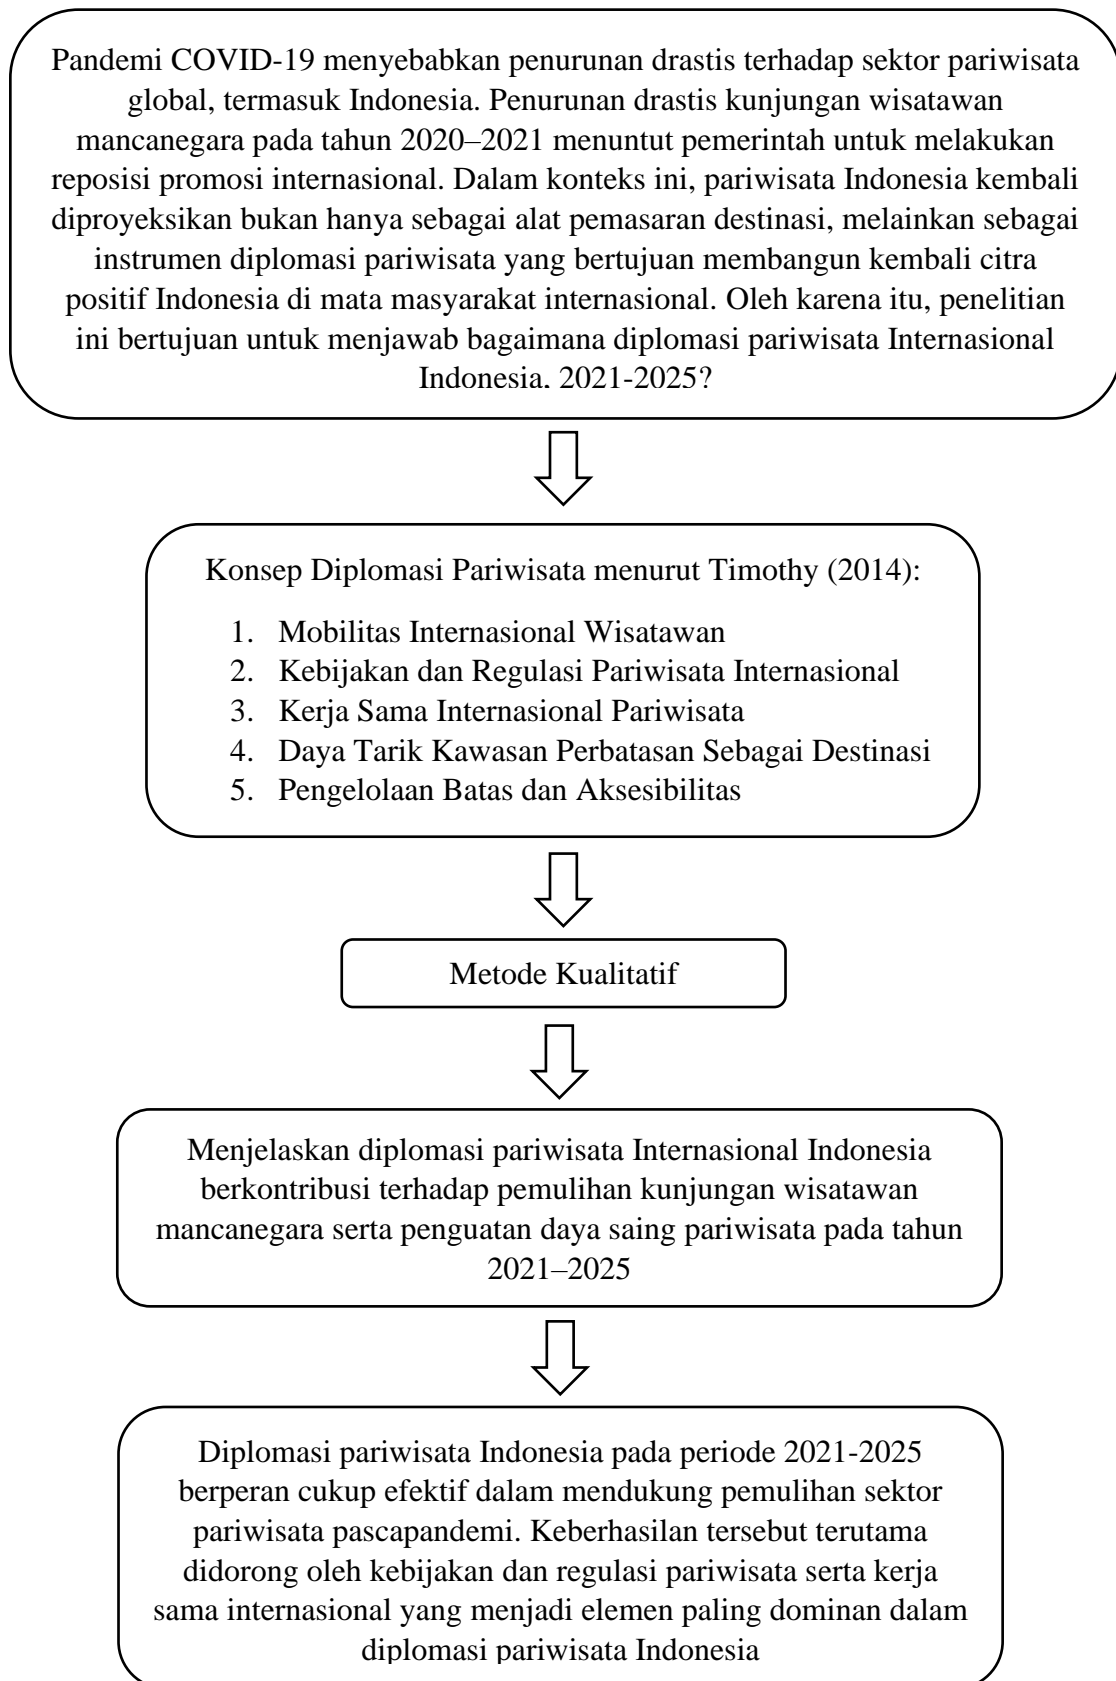 Pandemi COVID-19 menyebabkan penurunan drastis terhadap sektor pariwisata
global, termasuk Indonesia. Penurunan drastis kunjungan wisatawan
mancanegara pada tahun 2020–2021 menuntut pemerintah untuk melakukan
reposisi promosi internasional. Dalam konteks ini, pariwisata Indonesia kembali
diproyeksikan bukan hanya sebagai alat pemasaran destinasi, melainkan sebagai
instrumen diplomasi pariwisata yang bertujuan membangun kembali citra
positif Indonesia di mata masyarakat internasional. Oleh karena itu, penelitian
ini bertujuan untuk menjawab bagaimana diplomasi pariwisata Internasional
Indonesia, 2021-2025?
Konsep Diplomasi Pariwisata menurut Timothy (2014):
1. Mobilitas Internasional Wisatawan
2. Kebijakan dan Regulasi Pariwisata Internasional
3. Kerja Sama Internasional Pariwisata
4. Daya Tarik Kawasan Perbatasan Sebagai Destinasi
5. Pengelolaan Batas dan Aksesibilitas
Metode Kualitatif
Menjelaskan diplomasi pariwisata Internasional Indonesia
berkontribusi terhadap pemulihan kunjungan wisatawan
mancanegara serta penguatan daya saing pariwisata pada tahun
2021–2025
Diplomasi pariwisata Indonesia pada periode 2021-2025
berperan cukup efektif dalam mendukung pemulihan sektor
pariwisata pascapandemi. Keberhasilan tersebut terutama
didorong oleh kebijakan dan regulasi pariwisata serta kerja
sama internasional yang menjadi elemen paling dominan dalam
diplomasi pariwisata Indonesia